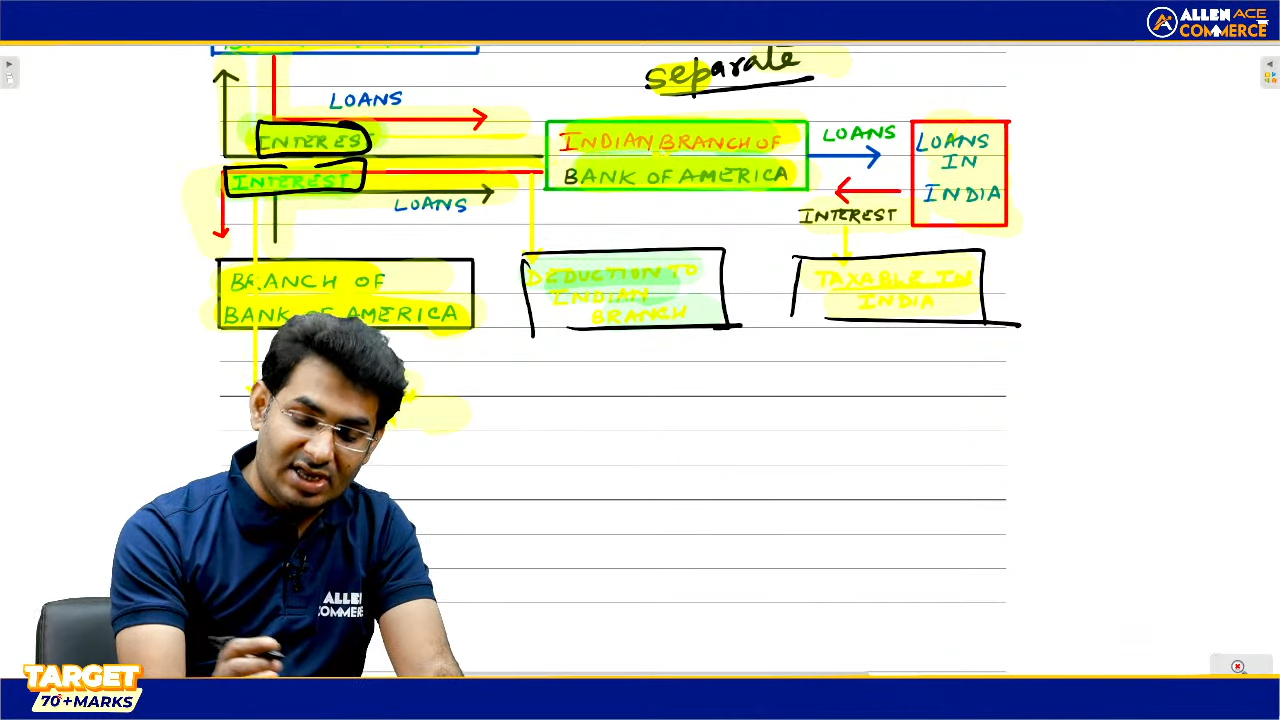 ALLEN ACE
COMMERCE
separate
LOANS
INTERES
INDIAN BRANCH OF
BANK OF AMERICA
LOANS
LOANS
IN
INDIA
INTEREST
LOANS
INTEREST
BRANCH OF
BANK OF AMERICA
DEDUCTION TO
INDIAN
BRANCH
TAXABLE IN
INDIA
ALLEN
COMMERCE
TARGET
70+MARKS